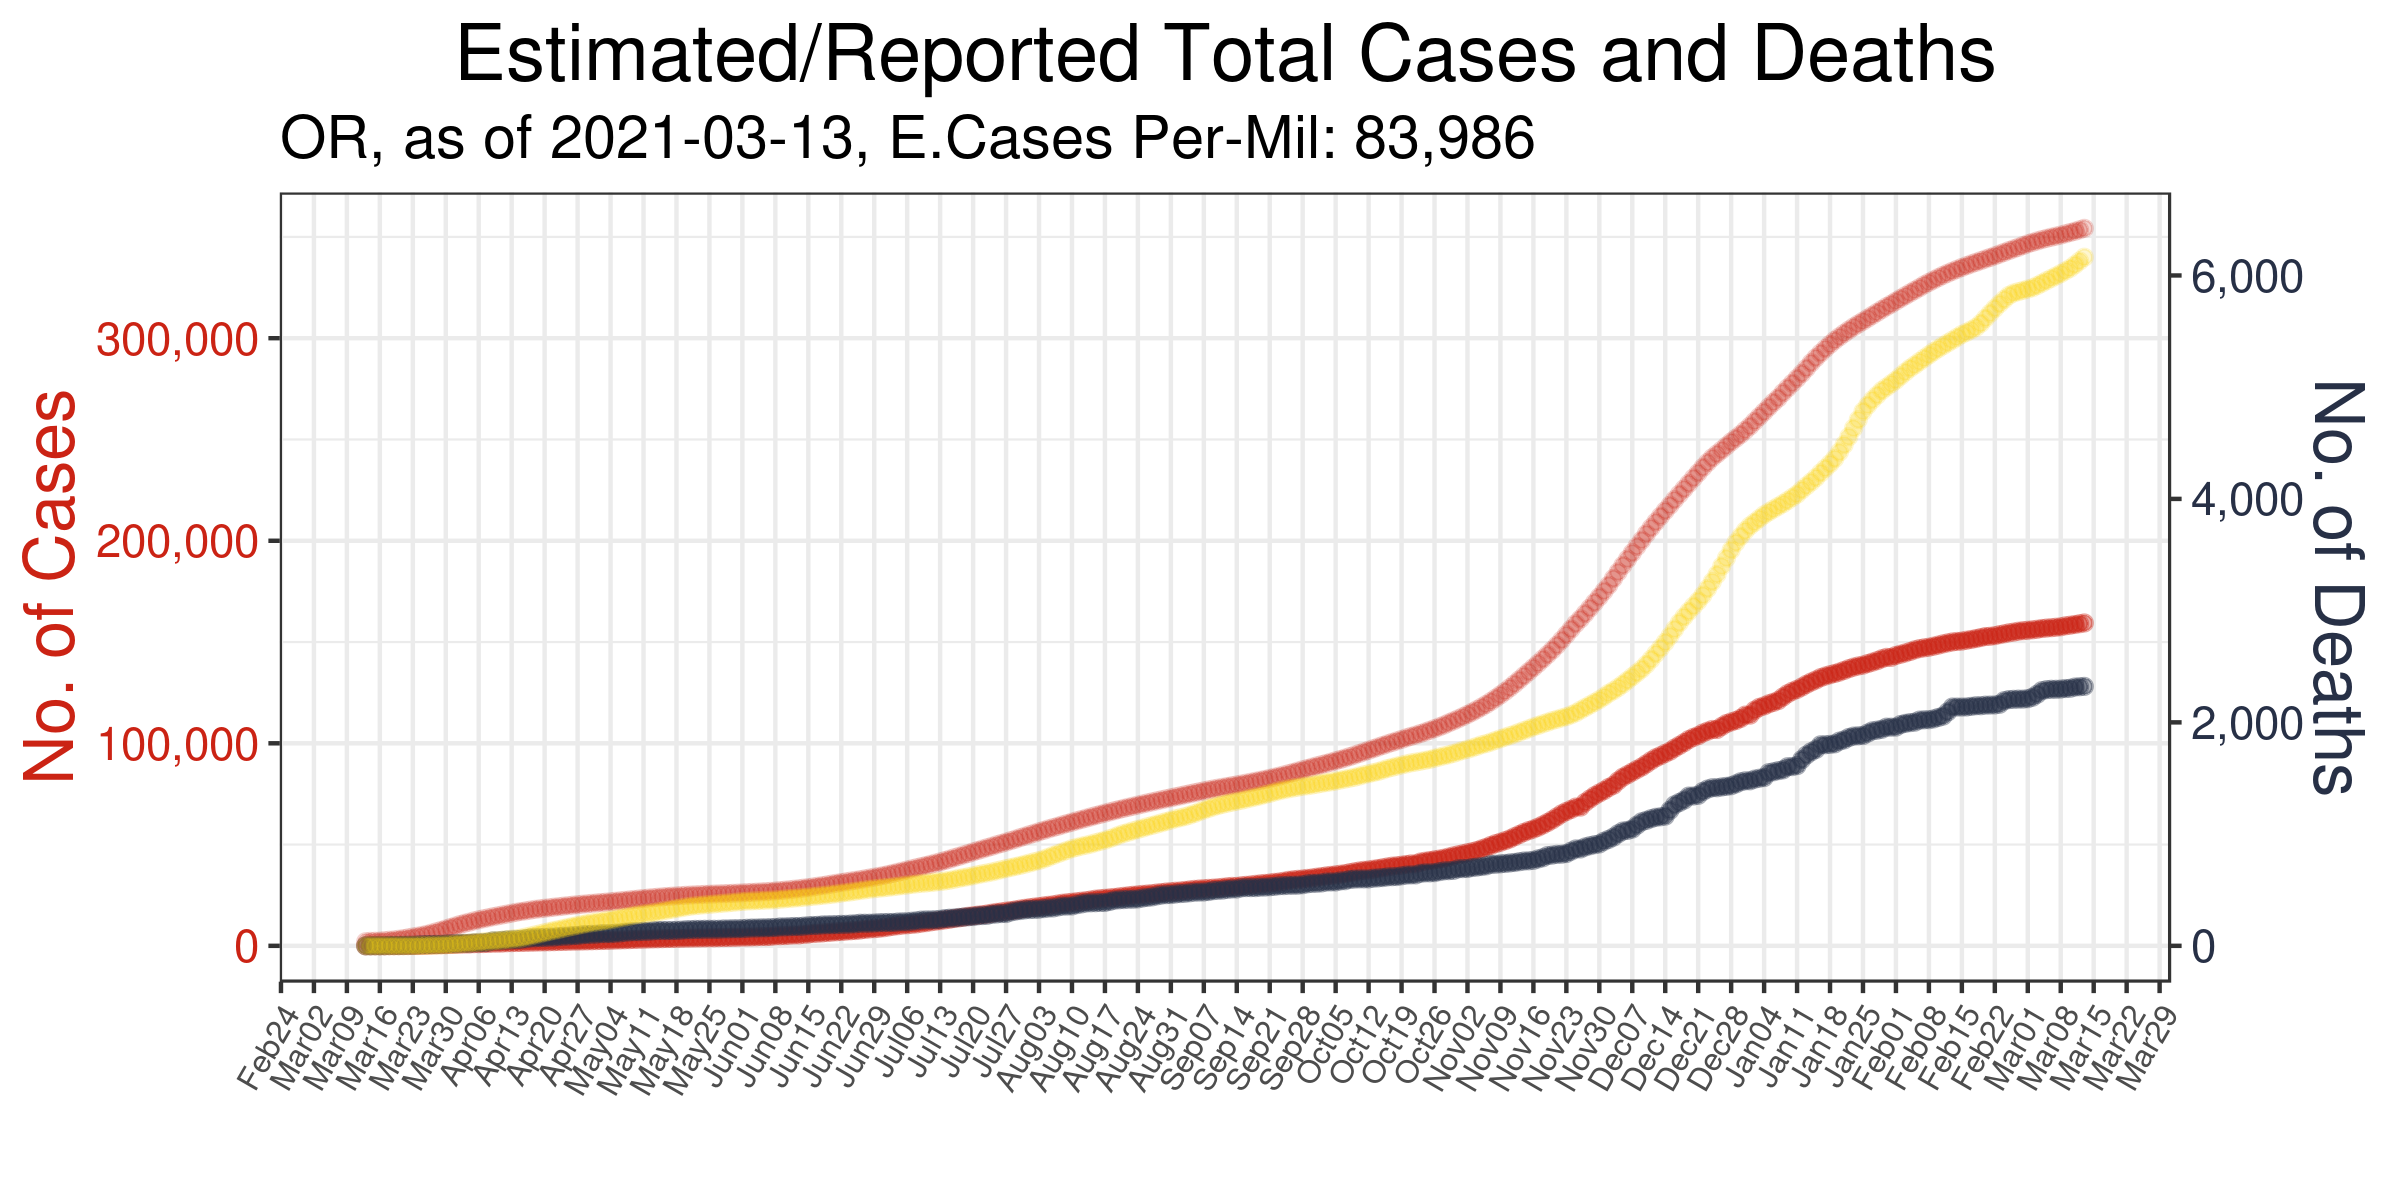 Estimated/Reported Total Cases and Deaths
OR, as of 2021-03-13, E.Cases Per-Mil: 83,986
No. of Cases
300,000
200,000
100,000
0
6,000
4,000
2,000
0
No. of Deaths
Feb24
Mar02
Mar09
Mar16
Mar23
Mar30
Apr06
Apr13
Apr20
Apr27
May04
May11
May18
May25
Jun01
Jun08
Jun15
Jun22
Jun29
Jul06
Jul13
Jul20
Jul27
Aug03
Aug10
Aug17
Aug24
Aug31
Sep07
Sep14
Sep21
Sep28
Oct05
Oct12
Oct19
Oct26
Nov02
Nov09
Nov16
Nov23
Nov30
Dec07
Dec14
Dec21
Dec28
Jan04
Jan11
Jan18
Jan25
Feb01
Feb08
Feb15
Feb22
Mar01
Mar08
Mar15
Mar22
Mar29